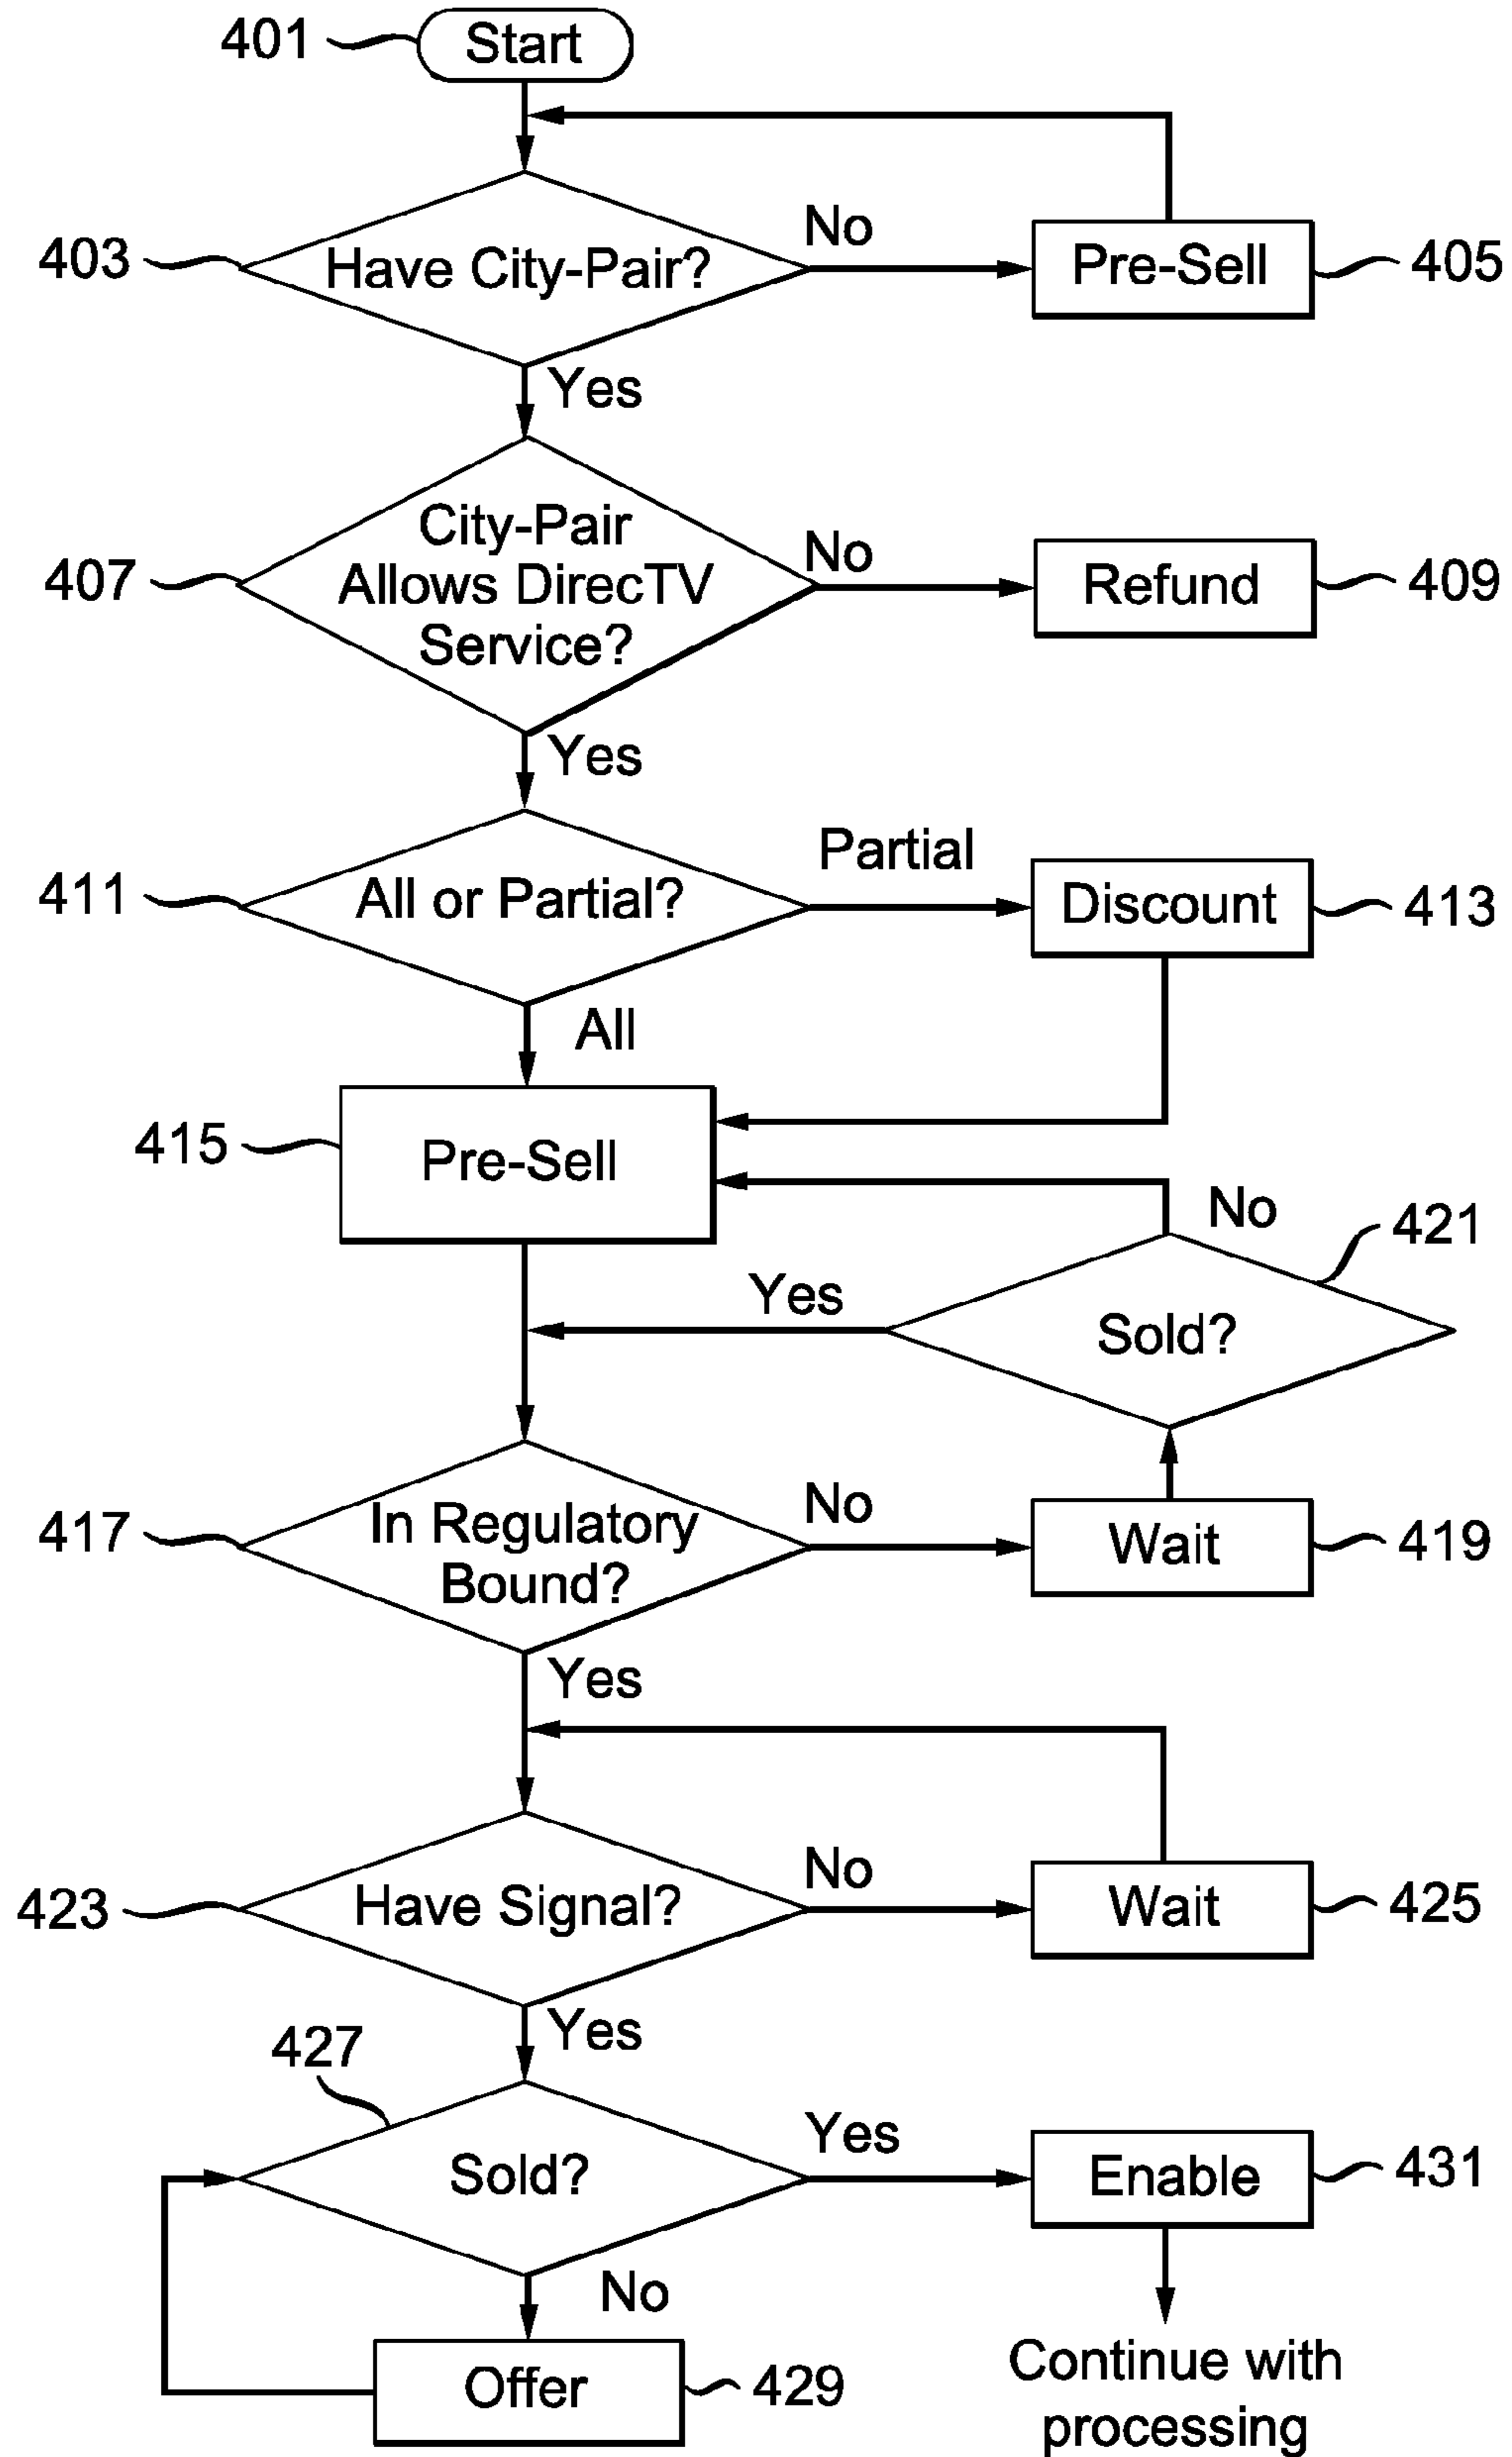 401
Start
403
Have City-Pair?
No
Pre-Sell
405
Yes
407
City-Pair
Allows DirecTV
Service?
No
Refund
409
Yes
411
All or Partial?
Partial
Discount
413
All
415
Pre-Sell
No
421
Yes
Sold?
417
In Regulatory
Bound?
No
Wait
419
Yes
423
Have Signal?
No
Wait
425
Yes
427
Sold?
Yes
Enable
431
No
Offer
429
Continue with
processing